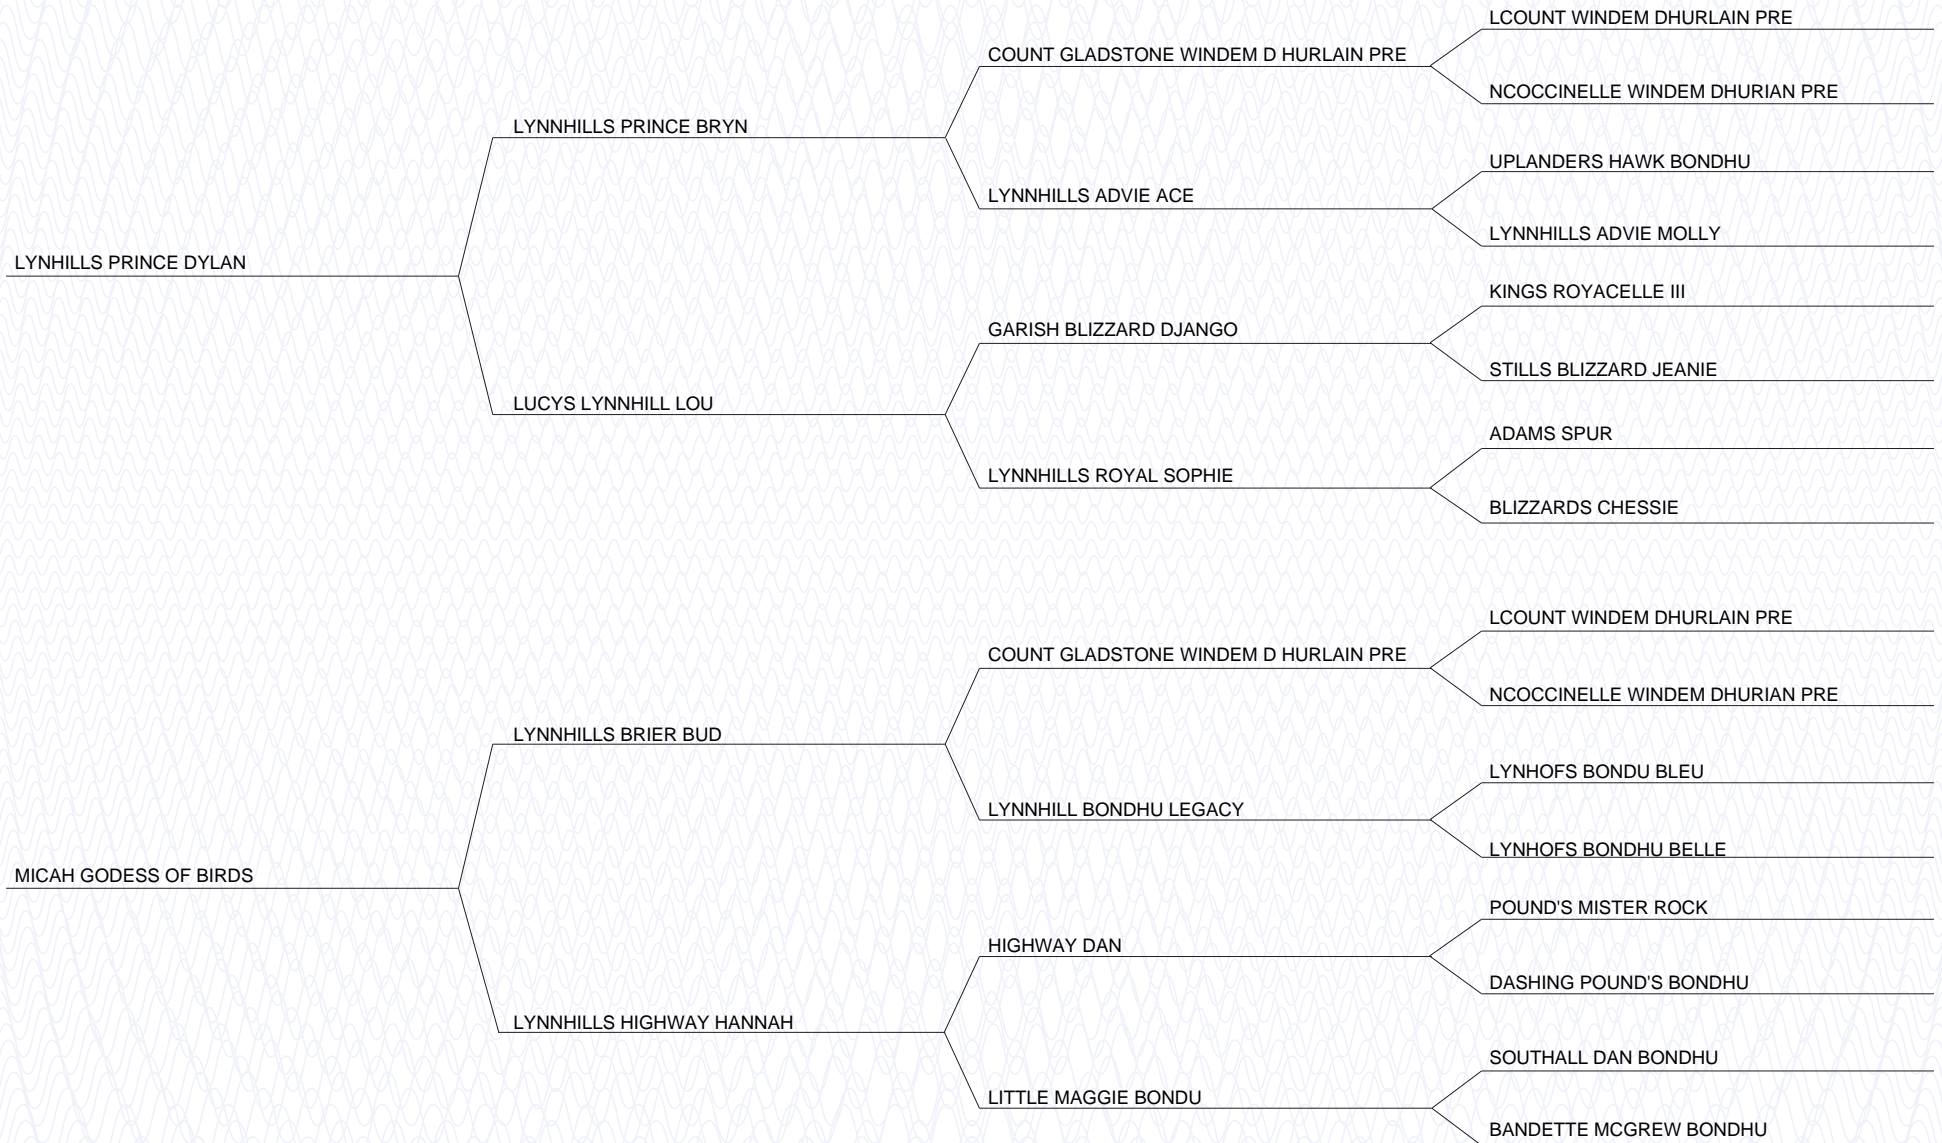 LCOUNT WINDEM DHURLAIN PRE
COUNT GLADSTONE WINDEM D HURLAIN PRE
NCOCCINELLE WINDEM DHURIAN PRE
LYNNHILLS PRINCE BRYN
UPLANDERS HAWK BONDHU
LYNNHILLS ADVIE ACE
LYNNHILLS ADVIE MOLLY
LYNHILLS PRINCE DYLAN
KINGS ROYACELLE III
GARISH BLIZZARD DJANGO
STILLS BLIZZARD JEANIE
LUCYS LYNNHILL LOU
ADAMS SPUR
LYNNHILLS ROYAL SOPHIE
BLIZZARDS CHESSIE
LCOUNT WINDEM DHURLAIN PRE
COUNT GLADSTONE WINDEM D HURLAIN PRE
NCOCCINELLE WINDEM DHURIAN PRE
LYNNHILLS BRIER BUD
LYNHOFS BONDU BLEU
LYNNHILL BONDHU LEGACY
LYNHOFS BONDHU BELLE
MICAH GODESS OF BIRDS
POUND'S MISTER ROCK
HIGHWAY DAN
DASHING POUND'S BONDHU
LYNNHILLS HIGHWAY HANNAH
SOUTHALL DAN BONDHU
LITTLE MAGGIE BONDU
BANDETTE MCGREW BONDHU